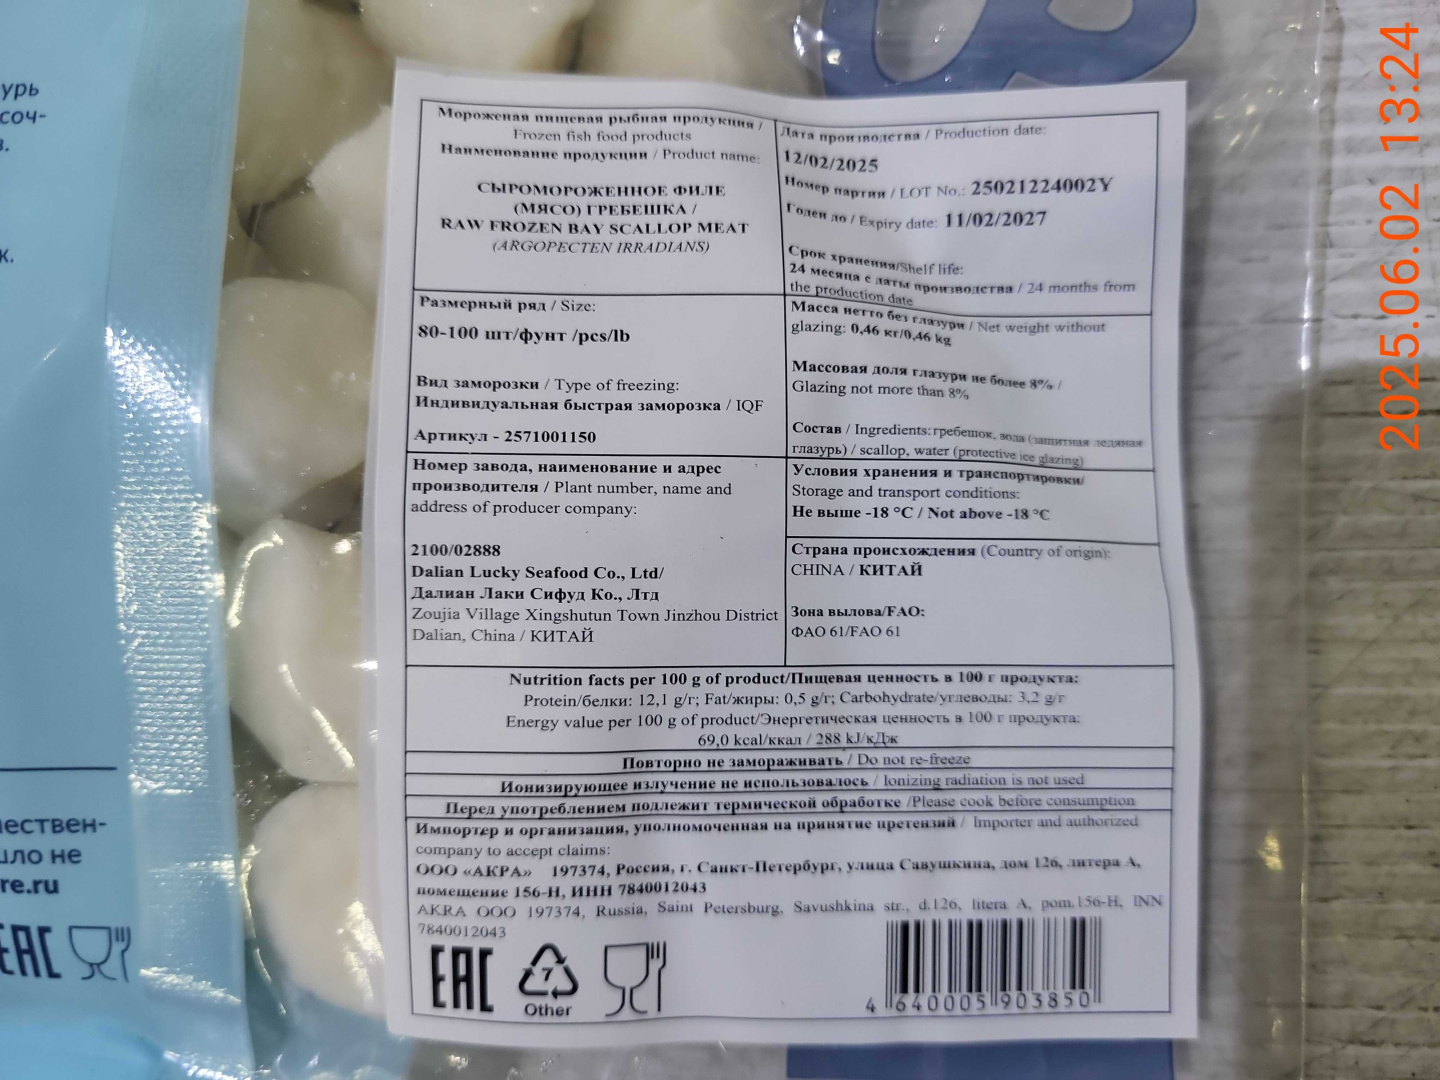 урь
соч-
в.
к.
Мороженая пищевая рыбная продукция /
Frozen fish food products
Наименование продукции / Product name:
СЫРОМОРОЖЕННОЕ ФИЛЕ
(МЯСО) ГРЕБЕШКА /
RAW FROZEN BAY SCALLOP MEAT
(ARGOPECTEN IRRADIANS)
Дата производства / Production date:
12/02/2025
Номер партии / LOT No.: 25021224002Y
Годен до / Expiry date: 11/02/2027
Срок хранения/Shelf life:
24 месяца с даты производства / 24 months from
the production date
Размерный ряд / Size:
80-100 шт/фунт /pcs/lb
Вид заморозки / Type of freezing:
Индивидуальная быстрая заморозка / IQF
Артикул - 2571001150
Масса нетто без глазури / Net weight without
glazing: 0,46 кг/0,46 kg
Массовая доля глазури не более 8% /
Glazing not more than 8%
Состав / Ingredients: гребешок, вода (защитная ледяная
глазурь) / scallop, water (protective ice glazing)
Номер завода, наименование и адрес
производителя / Plant number, name and
address of producer company:
2100/02888
Dalian Lucky Seafood Co., Ltd/
Далиан Лаки Сифуд Ко., Лтд
Zoujia Village Xingshutun Town Jinzhou District
Dalian, China / КИТАЙ
Условия хранения и транспортировки/
Storage and transport conditions:
Не выше -18 °C / Not above -18 °C
Страна происхождения (Country of origin):
CHINA / КИТАЙ
Зона вылова/FAO:
ФАО 61/FAO 61
Nutrition facts per 100 g of product/Пищевая ценность в 100 г продукта:
Protein/белки: 12,1 g/г; Fat/жиры: 0,5 g/г; Carbohydrate/углеводы: 3,2 g/г
Energy value per 100 g of product/Энергетическая ценность в 100 г продукта:
69,0 kcal/ккал / 288 kJ/кДж
Повторно не замораживать / Do not re-freeze
Ионизирующее излучение не использовалось / Ionizing radiation is not used
Перед употреблением подлежит термической обработке /Please cook before consumption
Импортер и организация, уполномоченная на принятие претензий / Importer and authorized
company to accept claims:
ООО «АКРА» 197374, Россия, г. Санкт-Петербург, улица Савушкина, дом 126, литера А,
помещение 156-Н, ИНН 7840012043
AKRA OOO 197374, Russia, Saint Petersburg, Savushkina str., d.126, litera A, pom.156-H, INN
7840012043
EAC
7
Other
4 640005 903850
чествен-
шло не
re.ru
EAC
2025.06.02 13:24